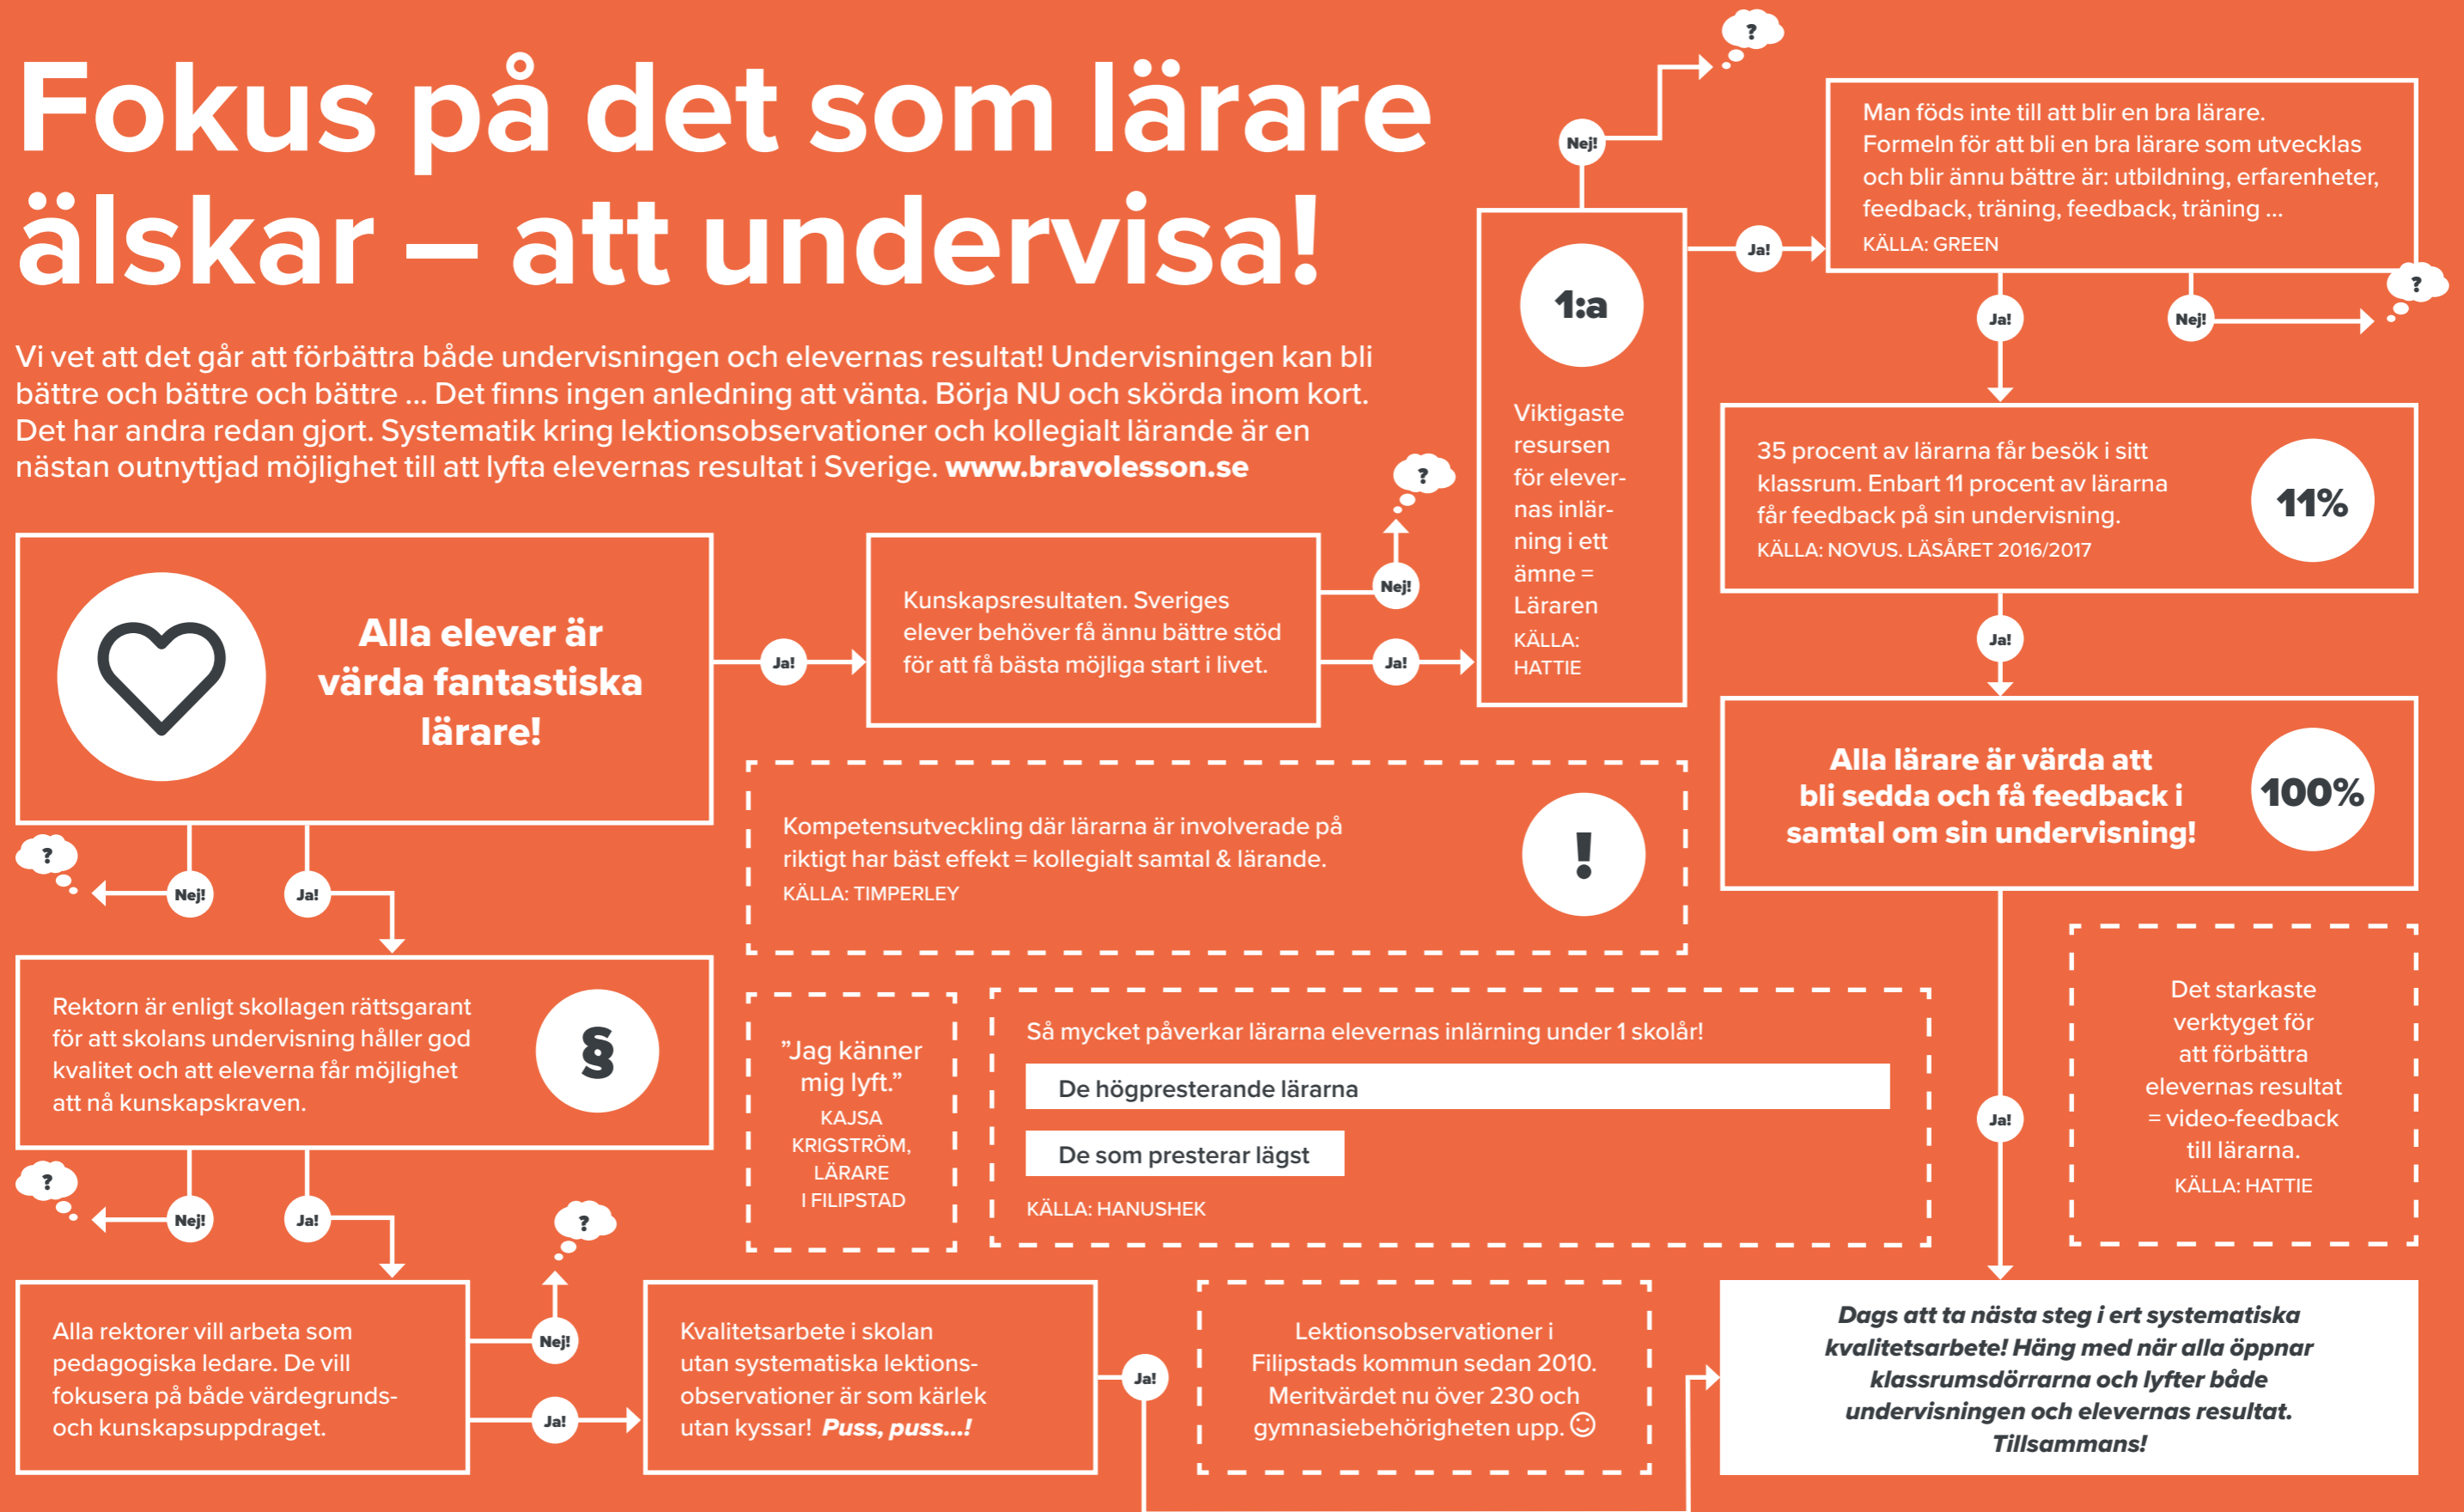 Fokus på det som lärare
älskar – att undervisa!
Vi vet att det går att förbättra både undervisningen och elevernas resultat! Undervisningen kan bli
bättre och bättre och bättre ... Det finns ingen anledning att vänta. Börja NU och skörda inom kort.
Det har andra redan gjort. Systematik kring lektionsobservationer och kollegialt lärande är en
nästan outnyttjad möjlighet till att lyfta elevernas resultat i Sverige. www.bravolesson.se
Alla elever är
värda fantastiska
lärare!
Ja!
Kunskapsresultaten. Sveriges
elever behöver få ännu bättre stöd
för att få bästa möjliga start i livet.
Nej!
?
Ja!
1:a
Viktigaste
resursen
för elever-
nas inlär-
ning i ett
ämne =
Läraren
KÄLLA:
HATTIE
Nej!
?
Ja!
Man föds inte till att blir en bra lärare.
Formeln för att bli en bra lärare som utvecklas
och blir ännu bättre är: utbildning, erfarenheter,
feedback, träning, feedback, träning ...
KÄLLA: GREEN
Ja!
Nej!
?
35 procent av lärarna får besök i sitt
klassrum. Enbart 11 procent av lärarna
får feedback på sin undervisning.
KÄLLA: NOVUS. LÄSÅRET 2016/2017
11%
Ja!
Alla lärare är värda att
bli sedda och få feedback i
samtal om sin undervisning!
100%
Ja!
Det starkaste
verktyget för
att förbättra
elevernas resultat
= video-feedback
till lärarna.
KÄLLA: HATTIE
Kompetensutveckling där lärarna är involverade på
riktigt har bäst effekt = kollegialt samtal & lärande.
KÄLLA: TIMPERLEY
!
?
Nej!
Ja!
Rektorn är enligt skollagen rättsgarant
för att skolans undervisning håller god
kvalitet och att eleverna får möjlighet
att nå kunskapskraven.
§
"Jag känner
mig lyft."
KAJSA
KRIGSTRÖM,
LÄRARE
I FILIPSTAD
Så mycket påverkar lärarna elevernas inlärning under 1 skolår!
De högpresterande lärarna
De som presterar lägst
KÄLLA: HANUSHEK
?
Nej!
Ja!
Alla rektorer vill arbeta som
pedagogiska ledare. De vill
fokusera på både värdegrunds-
och kunskapsuppdraget.
?
Nej!
Ja!
Kvalitetsarbete i skolan
utan systematiska lektions-
observationer är som kärlek
utan kyssar! Puss, puss...!
Ja!
Lektionsobservationer i
Filipstads kommun sedan 2010.
Meritvärdet nu över 230 och
gymnasiebehörigheten upp. ☺
Dags att ta nästa steg i ert systematiska
kvalitetsarbete! Häng med när alla öppnar
klassrumsdörrarna och lyfter både
undervisningen och elevernas resultat.
Tillsammans!